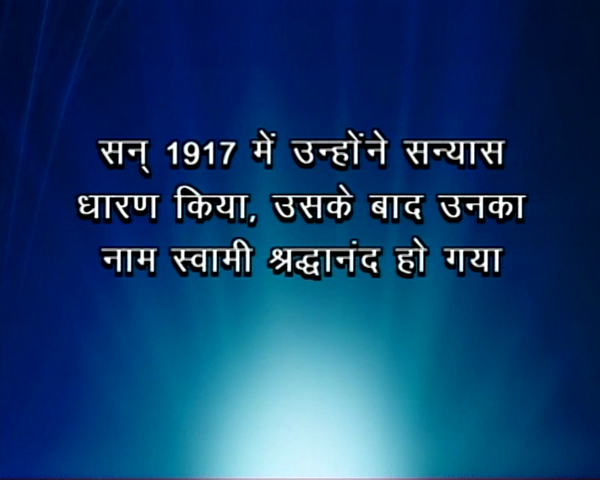 सन् 1917 में उन्होंने सन्यास
धारण किया, उसके बाद उनका
नाम स्वामी श्रद्धानंद हो गया